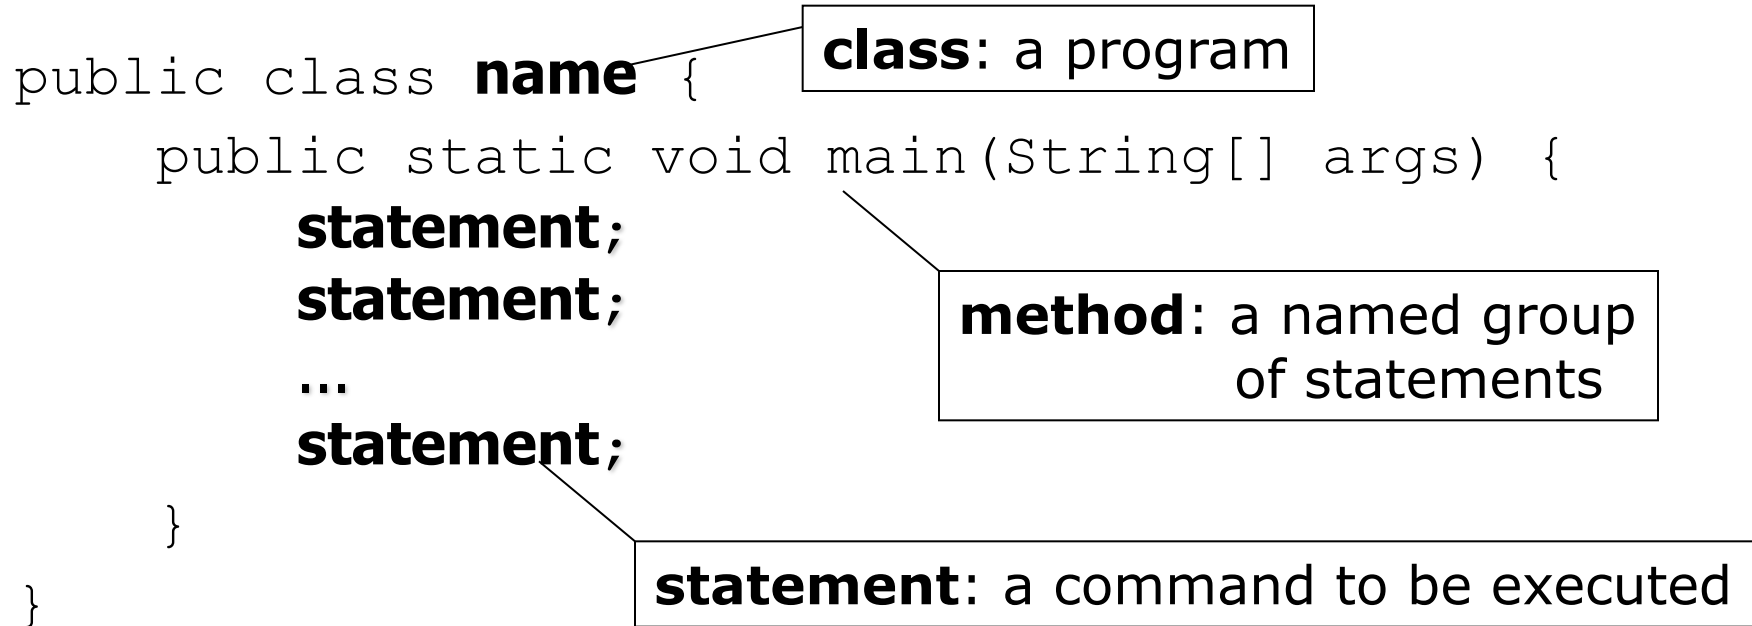 class: a program
public class name {
public static void main(String[] args) {
statement;
statement;
method: a named group
of statements
...
statement;
}
statement: a command to be executed
}